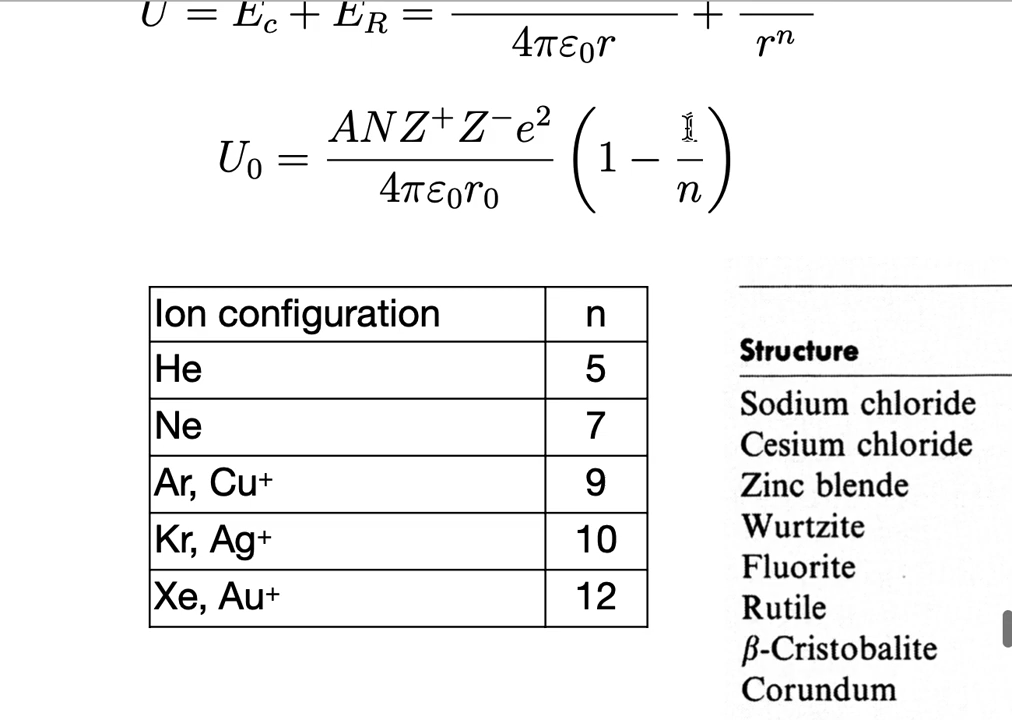 U = E_c + E_R = ——— + ———
4πε₀r rⁿ
U₀ = ANZ⁺Z⁻e² / 4πε₀r₀ (1 − 1/n)
Ion configuration n
He 5
Ne 7
Ar, Cu⁺ 9
Kr, Ag⁺ 10
Xe, Au⁺ 12
Structure
Sodium chloride
Cesium chloride
Zinc blende
Wurtzite
Fluorite
Rutile
β-Cristobalite
Corundum